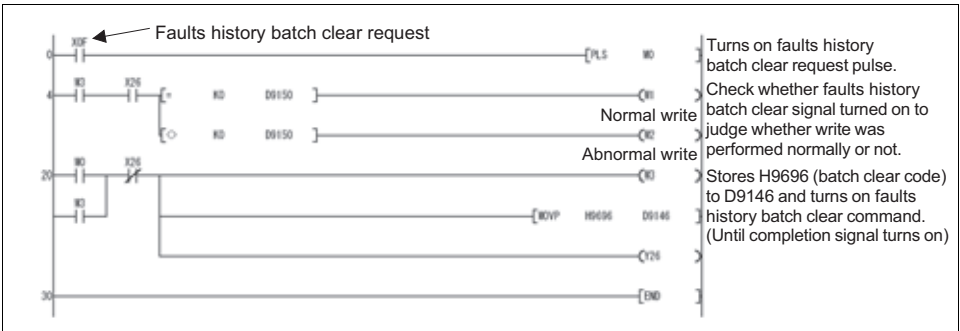 Faults history batch clear request
X0F
0
[PLS M0 ]
Turns on faults history
batch clear request pulse.
M3 X26
4
[= K0 D9150 ]
(M1 )
Normal write
[<> K0 D9150 ]
(M2 )
Abnormal write
Check whether faults history
batch clear signal turned on to
judge whether write was
performed normally or not.
M0 X26
20
(M3 )
M3
[MOVP H9696 D9146 ]
(Y26 )
Stores H9696 (batch clear code)
to D9146 and turns on faults
history batch clear command.
(Until completion signal turns on)
30
[END ]